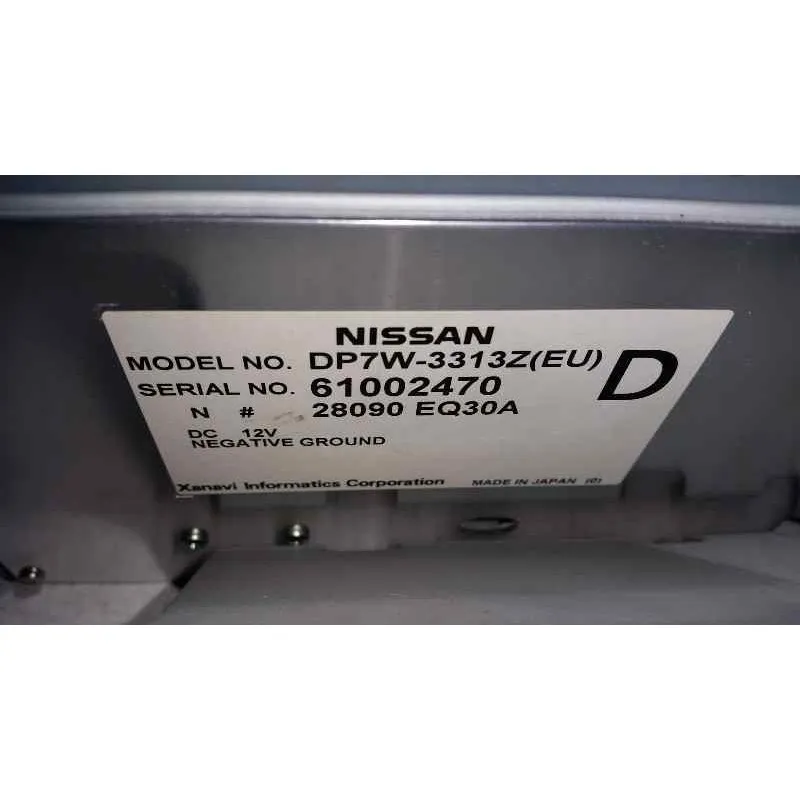 NISSAN
MODEL NO. DP7W-3313Z(EU) D
SERIAL NO. 61002470
N # 28090 EQ30A
DC 12V
NEGATIVE GROUND
Xanavi Informatics Corporation MADE IN JAPAN (0)